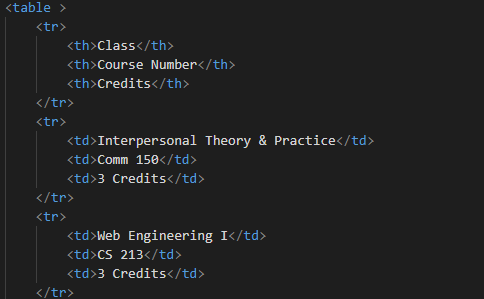 <table >
<tr>
<th>Class</th>
<th>Course Number</th>
<th>Credits</th>
</tr>
<tr>
<td>Interpersonal Theory & Practice</td>
<td>Comm 150</td>
<td>3 Credits</td>
</tr>
<tr>
<td>Web Engineering I</td>
<td>CS 213</td>
<td>3 Credits</td>
</tr>